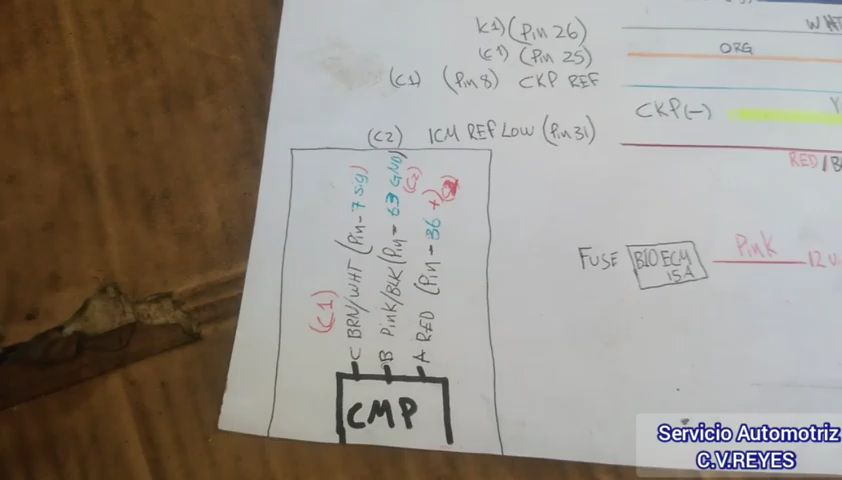 WHT
K1) (Pin 26)
ORG
(C1) (Pin 25)
(C1) (Pin 8) CKP REF
CKP(-) Y
(C2) ICM REF LOW (Pin 31)
RED/B
(C1)
C BRN/WHT (Pin - 7 sig)
B Pink/BLK (Pin = 63 GND) (C2)
A RED (Pin - 36 +)
CMP
FUSE B10 ECM 15A Pink 12V
Servicio Automotriz
C.V.REYES